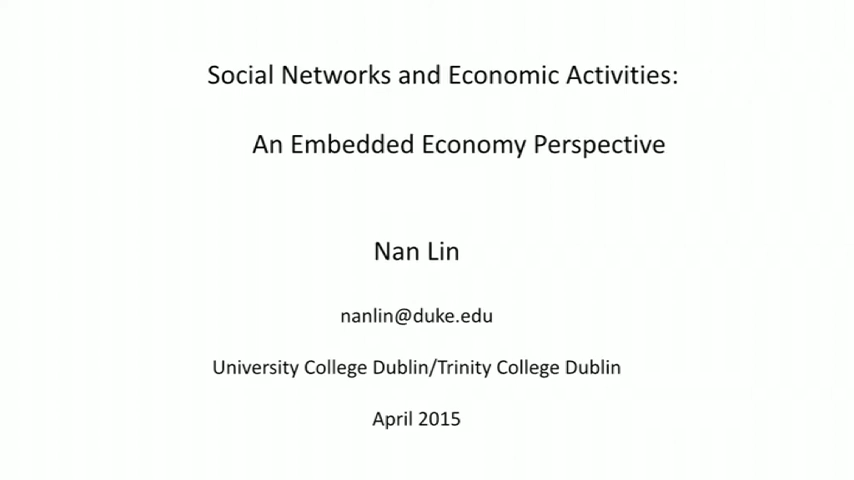 Social Networks and Economic Activities:
An Embedded Economy Perspective
Nan Lin
nanlin@duke.edu
University College Dublin/Trinity College Dublin
April 2015